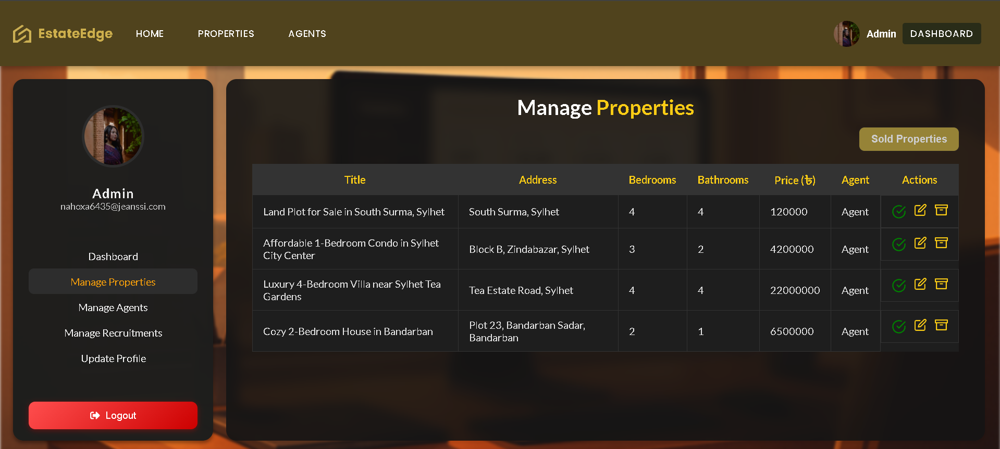 EstateEdge HOME PROPERTIES AGENTS Admin DASHBOARD
Admin
nahoxa6435@jeanssi.com
Dashboard
Manage Properties
Manage Agents
Manage Recruitments
Update Profile
Logout
Manage Properties
Sold Properties
Title Address Bedrooms Bathrooms Price (৳) Agent Actions
Land Plot for Sale in South Surma, Sylhet South Surma, Sylhet 4 4 120000 Agent
Affordable 1-Bedroom Condo in Sylhet
City Center Block B, Zindabazar, Sylhet 3 2 4200000 Agent
Luxury 4-Bedroom Villa near Sylhet Tea
Gardens Tea Estate Road, Sylhet 4 4 22000000 Agent
Cozy 2-Bedroom House in Bandarban Plot 23, Bandarban Sadar,
Bandarban 2 1 6500000 Agent